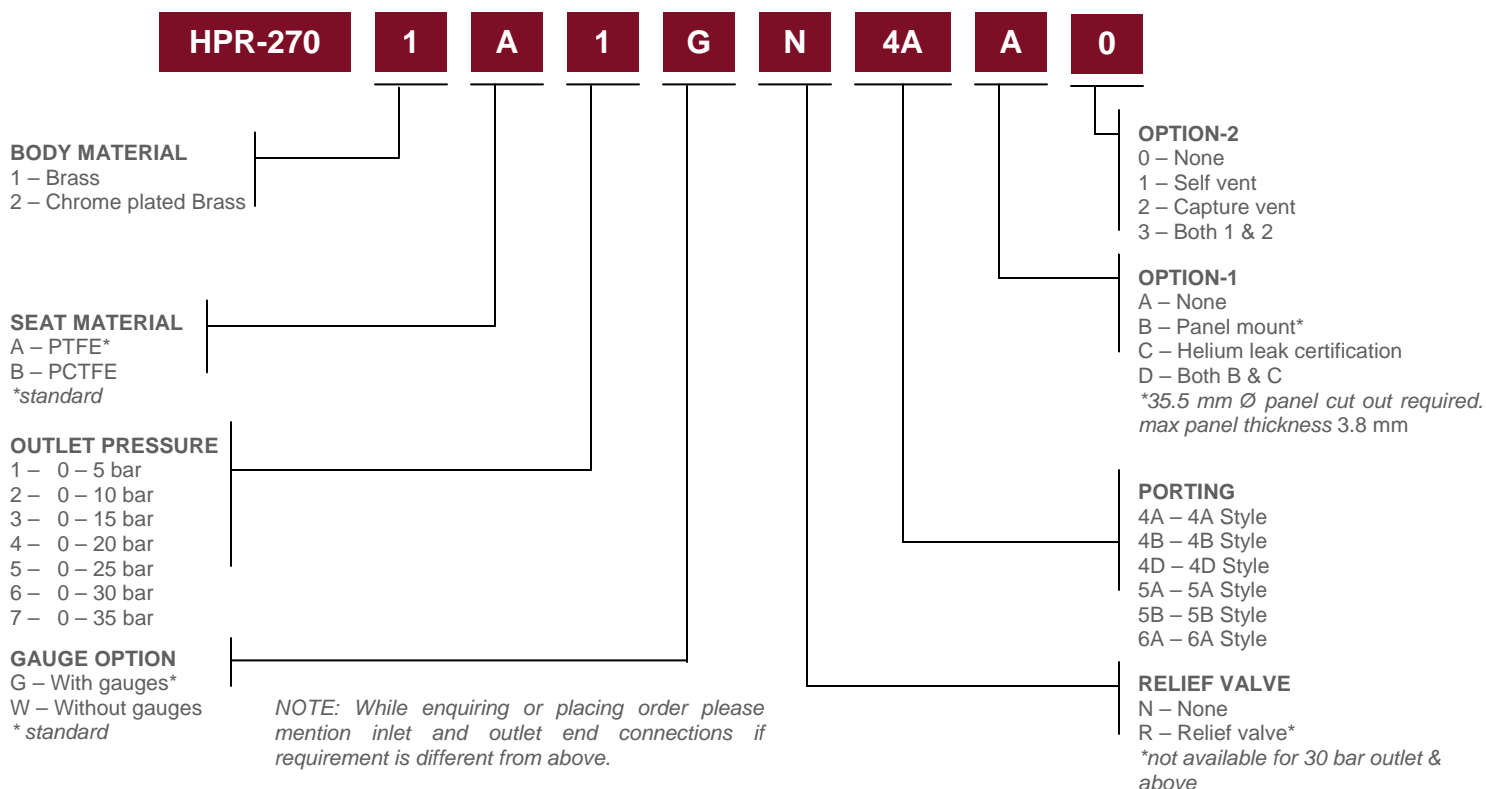 HPR-270 1 A 1 G N 4A A 0
BODY MATERIAL
1 – Brass
2 – Chrome plated Brass
SEAT MATERIAL
A – PTFE*
B – PCTFE
*standard
OUTLET PRESSURE
1 – 0 – 5 bar
2 – 0 – 10 bar
3 – 0 – 15 bar
4 – 0 – 20 bar
5 – 0 – 25 bar
6 – 0 – 30 bar
7 – 0 – 35 bar
GAUGE OPTION
G – With gauges*
W – Without gauges
* standard
NOTE: While enquiring or placing order please
mention inlet and outlet end connections if
requirement is different from above.
OPTION-2
0 – None
1 – Self vent
2 – Capture vent
3 – Both 1 & 2
OPTION-1
A – None
B – Panel mount*
C – Helium leak certification
D – Both B & C
*35.5 mm Ø panel cut out required.
max panel thickness 3.8 mm
PORTING
4A – 4A Style
4B – 4B Style
4D – 4D Style
5A – 5A Style
5B – 5B Style
6A – 6A Style
RELIEF VALVE
N – None
R – Relief valve*
*not available for 30 bar outlet &
above